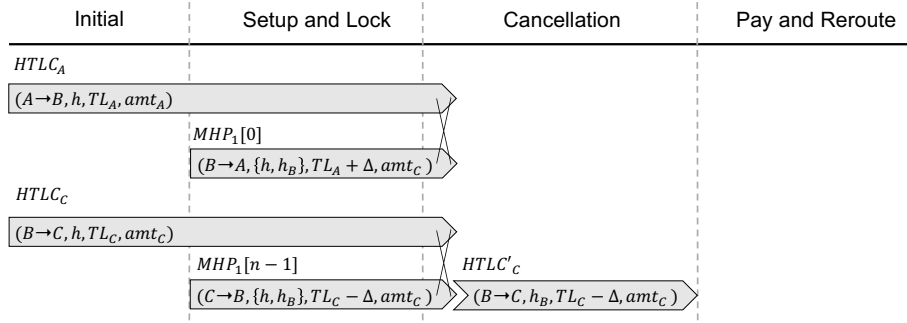 Initial Setup and Lock Cancellation Pay and Reroute
HTLC_A
(A→B, h, TL_A, amt_A)
MHP_1[0]
(B→A, {h, h_B}, TL_A + Δ, amt_C)
HTLC_C
(B→C, h, TL_C, amt_C)
MHP_1[n − 1]
HTLC'_C
(C→B, {h, h_B}, TL_C − Δ, amt_C)
(B→C, h_B, TL_C − Δ, amt_C)